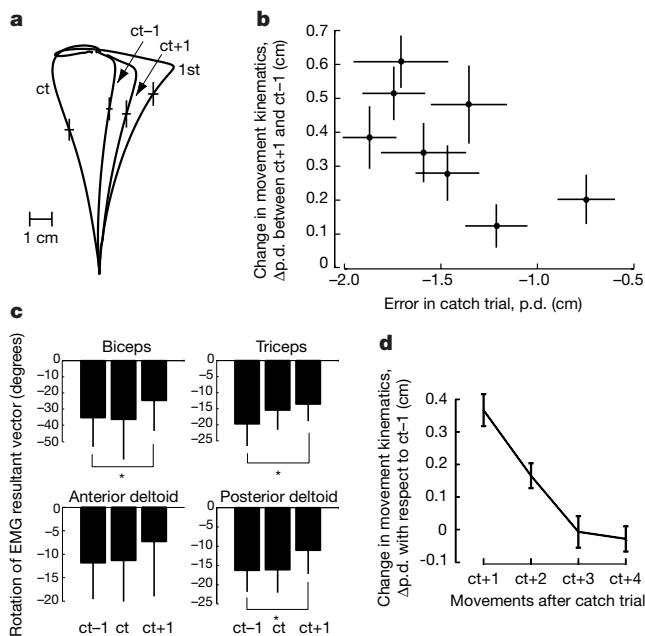 a
ct–1
ct+1
1st
ct
1 cm
b
Change in movement kinematics,
Δp.d. between ct+1 and ct–1 (cm)
0.7
0.6
0.5
0.4
0.3
0.2
0.1
0
–2.0 –1.5 –1.0 –0.5
Error in catch trial, p.d. (cm)
c
Rotation of EMG resultant vector (degrees)
Biceps
0
–10
–20
–30
–40
–50
*
Triceps
0
–5
–10
–15
–20
–25
*
Anterior deltoid
0
–5
–10
–15
–20
ct–1 ct ct+1
Posterior deltoid
0
–5
–10
–15
–20
–25
*
ct–1 ct ct+1
d
Change in movement kinematics,
Δp.d. with respect to ct–1 (cm)
0.4
0.3
0.2
0.1
0
–0.1
ct+1 ct+2 ct+3 ct+4
Movements after catch trial